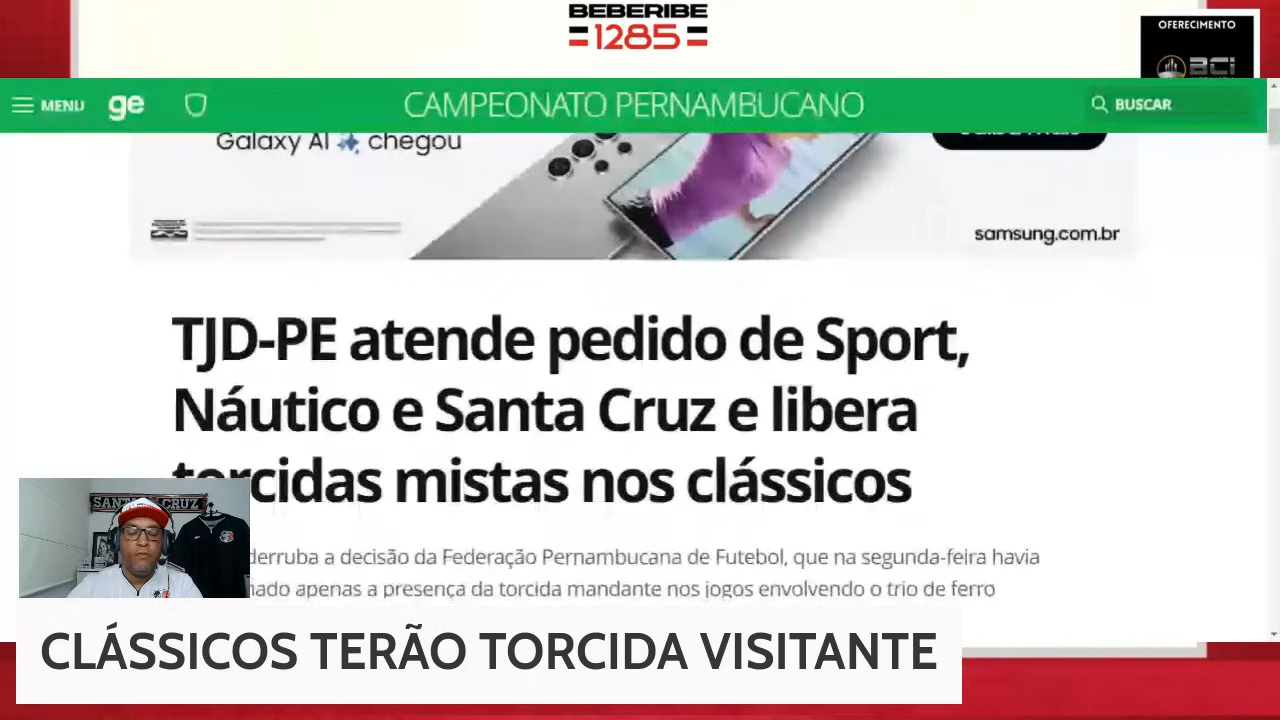 BEBERIBE
1285
OFERECIMENTO
BCi
MENU ge CAMPEONATO PERNAMBUCANO BUSCAR
Galaxy AI chegou
samsung.com.br
TJD-PE atende pedido de Sport,
Náutico e Santa Cruz e libera
torcidas mistas nos clássicos
derruba a decisão da Federação Pernambucana de Futebol, que na segunda-feira havia
apenas a presença da torcida mandante nos jogos envolvendo o trio de ferro
CLÁSSICOS TERÃO TORCIDA VISITANTE